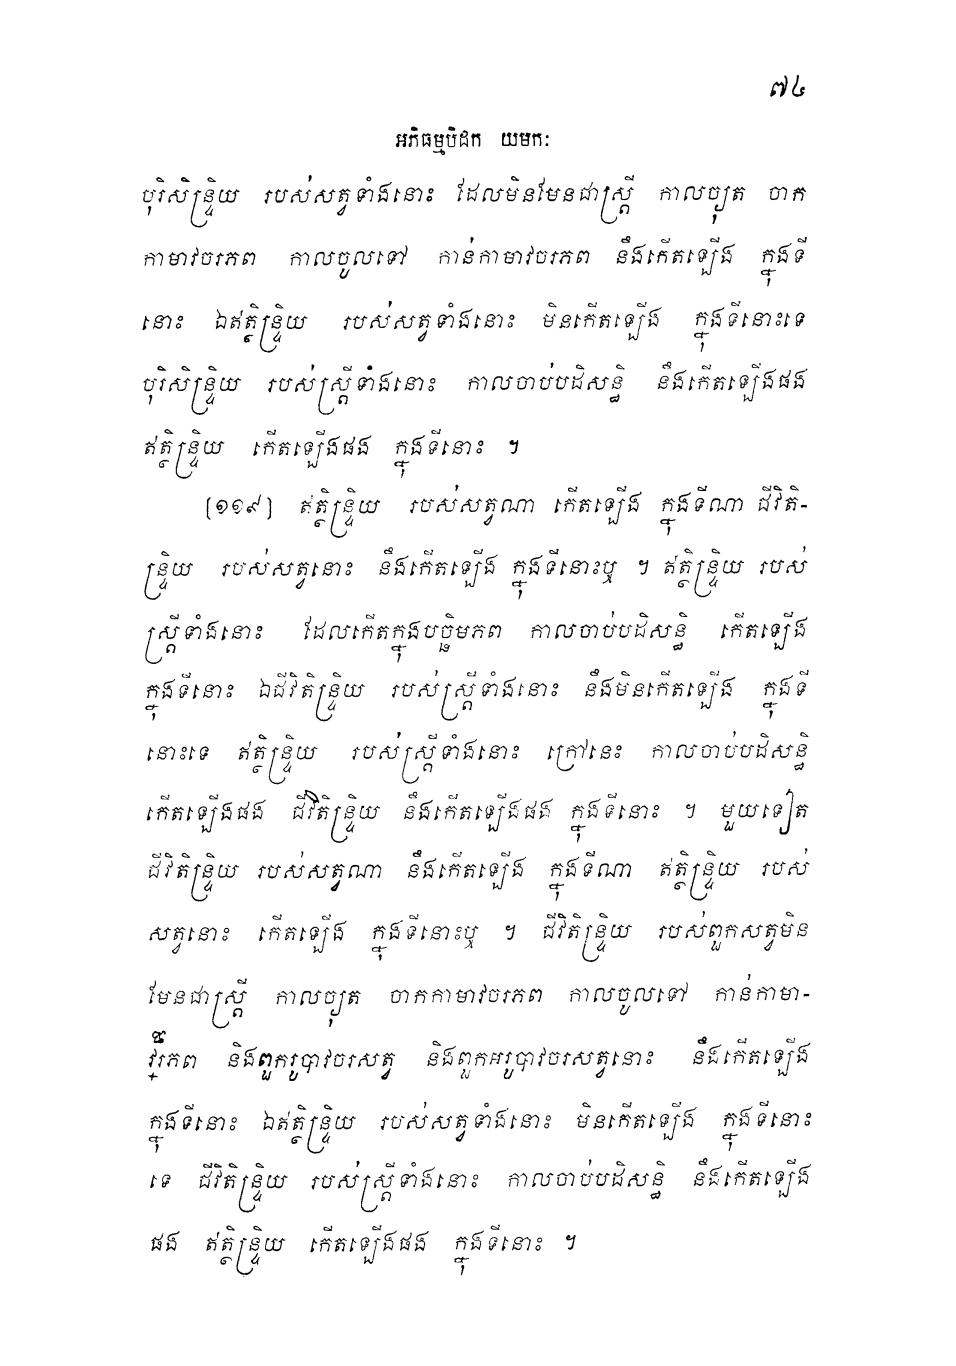 ៧៤
អភិធម្មបិដក យមកៈ
បុរិសិន្ទ្រិយ របស់សត្វទាំងនោះ ដែលមិនមែនជាស្រ្តី កាលច្យុត ចាក
កាមាវចរភព កាលចូលទៅ កាន់កាមាវចរភព នឹងកើតឡើង ក្នុងទី
នោះ ឯឥត្ថិន្ទ្រិយ របស់សត្វទាំងនោះ មិនកើតឡើង ក្នុងទីនោះទេ
បុរិសិន្ទ្រិយ របស់ស្រ្តីទាំងនោះ កាលចាប់បដិសន្ធិ នឹងកើតឡើងផង
ឥត្ថិន្ទ្រិយ កើតឡើងផង ក្នុងទីនោះ ។
[១១៩] ឥត្ថិន្ទ្រិយ របស់សត្វណា កើតឡើង ក្នុងទីណា ជីវិតិ-
ន្ទ្រិយ របស់សត្វនោះ នឹងកើតឡើង ក្នុងទីនោះឬ ។ ឥត្ថិន្ទ្រិយ របស់
ស្រ្តីទាំងនោះ ដែលកើតក្នុងបច្ឆិមភព កាលចាប់បដិសន្ធិ កើតឡើង
ក្នុងទីនោះ ឯជីវិតិន្ទ្រិយ របស់ស្រ្តីទាំងនោះ នឹងមិនកើតឡើង ក្នុងទី
នោះទេ ឥត្ថិន្ទ្រិយ របស់ស្រ្តីទាំងនោះ ក្រៅនេះ កាលចាប់បដិសន្ធិ
កើតឡើងផង ជីវិតិន្ទ្រិយ នឹងកើតឡើងផង ក្នុងទីនោះ ។ មួយទៀត
ជីវិតិន្ទ្រិយ របស់សត្វណា នឹងកើតឡើង ក្នុងទីណា ឥត្ថិន្ទ្រិយ របស់
សត្វនោះ កើតឡើង ក្នុងទីនោះឬ ។ ជីវិតិន្ទ្រិយ របស់ពួកសត្វមិន
មែនជាស្រ្តី កាលច្យុត ចាកកាមាវចរភព កាលចូលទៅ កាន់កាមា-
វចរភព និងពួករូបាវចរសត្វ និងពួកអរូបាវចរសត្វនោះ នឹងកើតឡើង
ក្នុងទីនោះ ឯឥត្ថិន្ទ្រិយ របស់សត្វទាំងនោះ មិនកើតឡើង ក្នុងទីនោះ
ទេ ជីវិតិន្ទ្រិយ របស់ស្រ្តីទាំងនោះ កាលចាប់បដិសន្ធិ នឹងកើតឡើង
ផង ឥត្ថិន្ទ្រិយ កើតឡើងផង ក្នុងទីនោះ ។